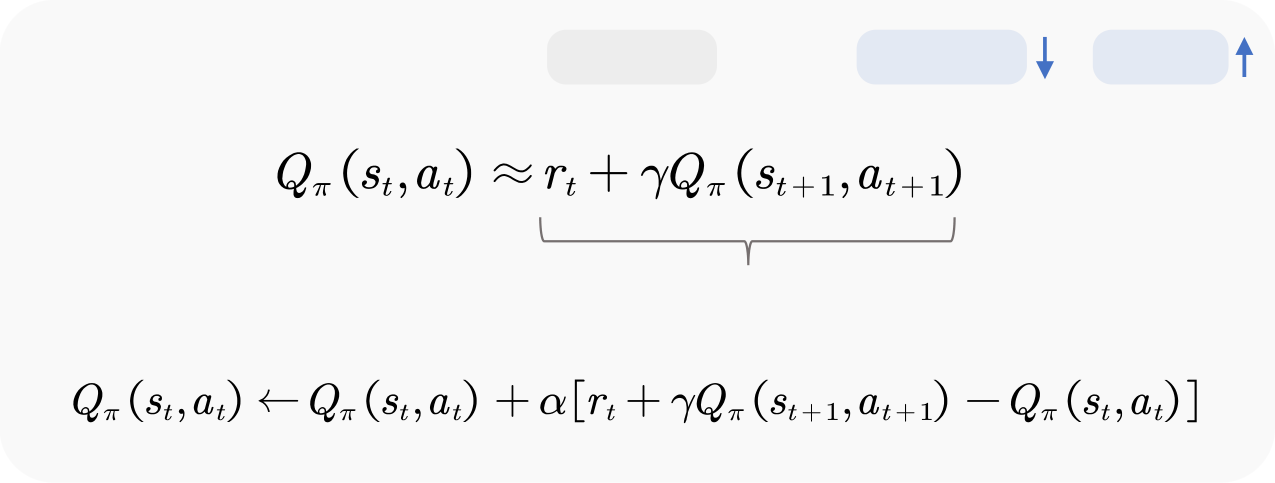 Q_π(s_t, a_t) ≈ r_t + γQ_π(s_{t+1}, a_{t+1})
Q_π(s_t, a_t) ← Q_π(s_t, a_t) + α[r_t + γQ_π(s_{t+1}, a_{t+1}) − Q_π(s_t, a_t)]